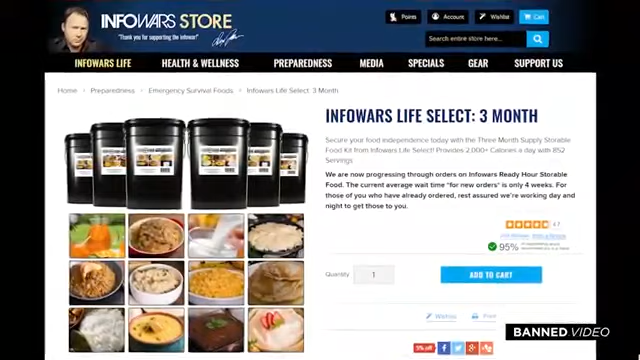 INFOWARS STORE
"Thank you for supporting the infowar!"
Points
Account
Wishlist
Cart
Search entire store here...
INFOWARS LIFE
HEALTH & WELLNESS
PREPAREDNESS
MEDIA
SPECIALS
GEAR
SUPPORT US
Home
Preparedness
Emergency Survival Foods
Infowars Life Select: 3 Month
INFOWARS LIFE SELECT: 3 MONTH
Secure your food independence today with the Three Month Supply Storable
Food Kit from Infowars Life Select! Provides 2,000+ Calories a day with 852
Servings
We are now progressing through orders on Infowars Ready Hour Storable
Food. The current average wait time "for new orders" is only 4 weeks. For
those of you who have already ordered, rest assured we're working day and
night to get those to you.
4.7
95%
Quantity
1
ADD TO CART
Wishlist
Print
BANNED.VIDEO